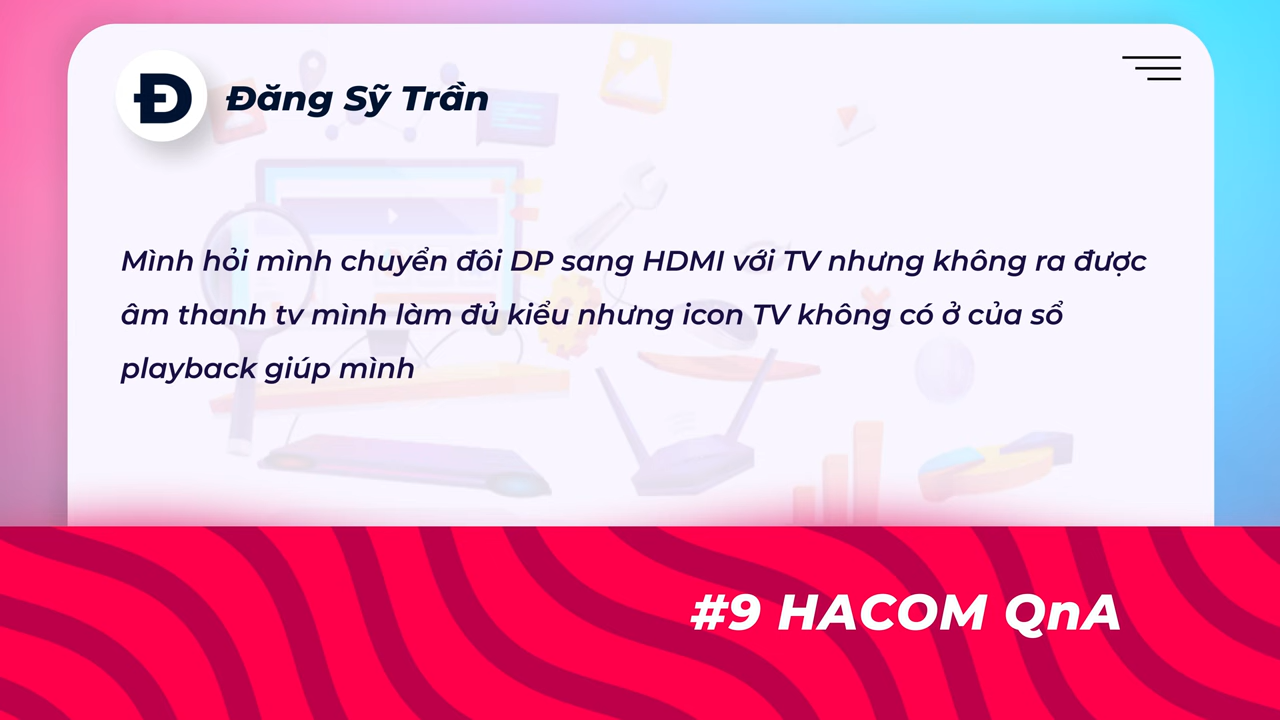 Đ
Đăng Sỹ Trần
Mình hỏi mình chuyển đôi DP sang HDMI với TV nhưng không ra được
âm thanh tv mình làm đủ kiểu nhưng icon TV không có ở của sổ
playback giúp mình
#9 HACOM QnA